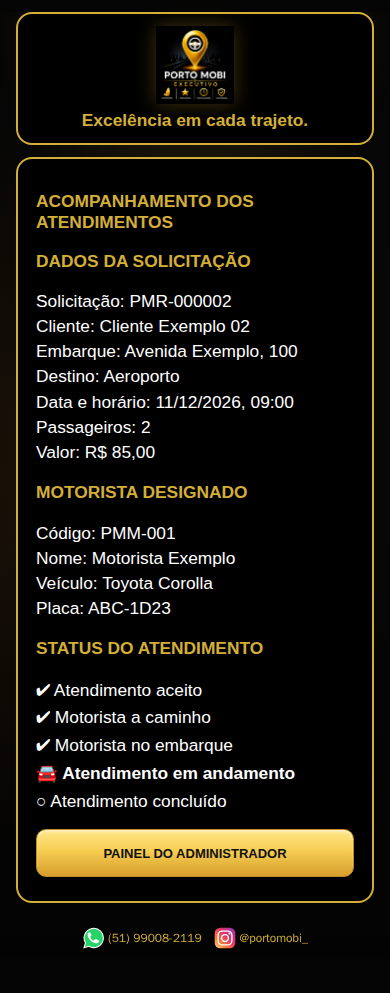 PORTO MOBI
EXECUTIVO
Excelência em cada trajeto.
ACOMPANHAMENTO DOS
ATENDIMENTOS
DADOS DA SOLICITAÇÃO
Solicitação: PMR-000002
Cliente: Cliente Exemplo 02
Embarque: Avenida Exemplo, 100
Destino: Aeroporto
Data e horário: 11/12/2026, 09:00
Passageiros: 2
Valor: R$ 85,00
MOTORISTA DESIGNADO
Código: PMM-001
Nome: Motorista Exemplo
Veículo: Toyota Corolla
Placa: ABC-1D23
STATUS DO ATENDIMENTO
✔ Atendimento aceito
✔ Motorista a caminho
✔ Motorista no embarque
🚘 Atendimento em andamento
○ Atendimento concluído
PAINEL DO ADMINISTRADOR
(51) 99008-2119 @portomobi_